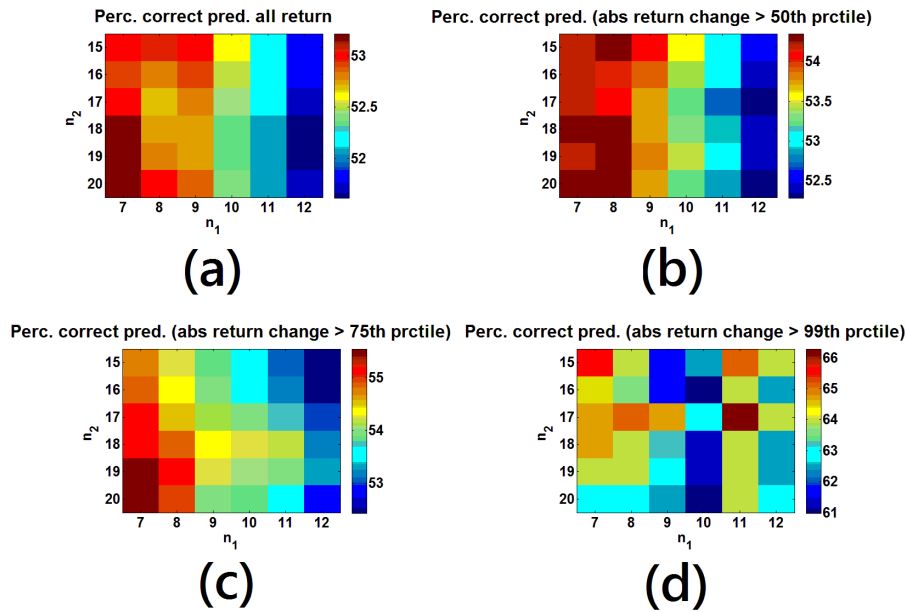 Perc. correct pred. all return
15
16
17
18
19
20
n2
7 8 9 10 11 12
n1
53
52.5
52
(a)
Perc. correct pred. (abs return change > 50th prctile)
15
16
17
18
19
20
n2
7 8 9 10 11 12
n1
54
53.5
53
52.5
(b)
Perc. correct pred. (abs return change > 75th prctile)
15
16
17
18
19
20
n2
7 8 9 10 11 12
n1
55
54
53
(c)
Perc. correct pred. (abs return change > 99th prctile)
15
16
17
18
19
20
n2
7 8 9 10 11 12
n1
66
65
64
63
62
61
(d)